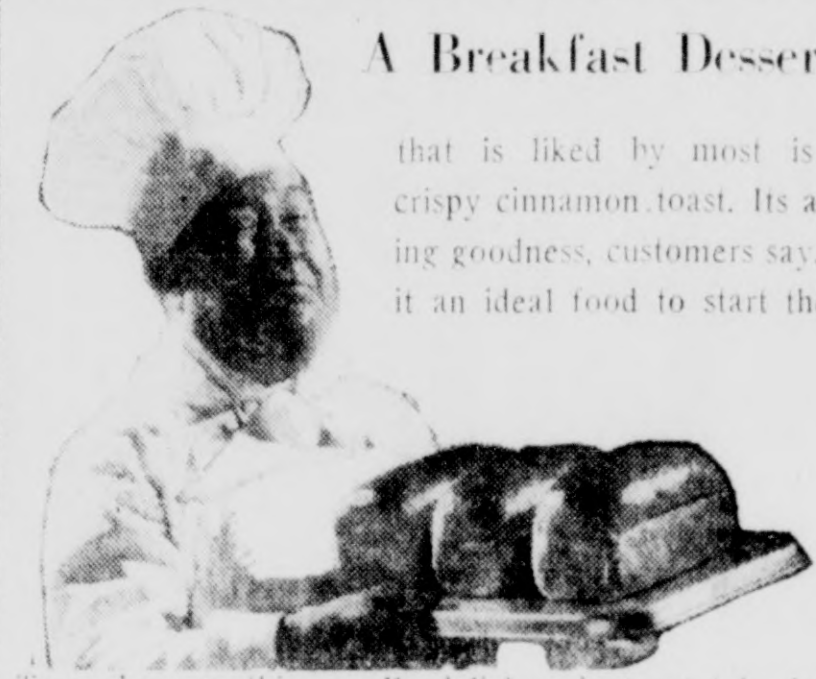 A Breakfast Desser
that is liked by most is
crispy cinnamon toast. Its a
ing goodness, customers say,
it an ideal food to start th